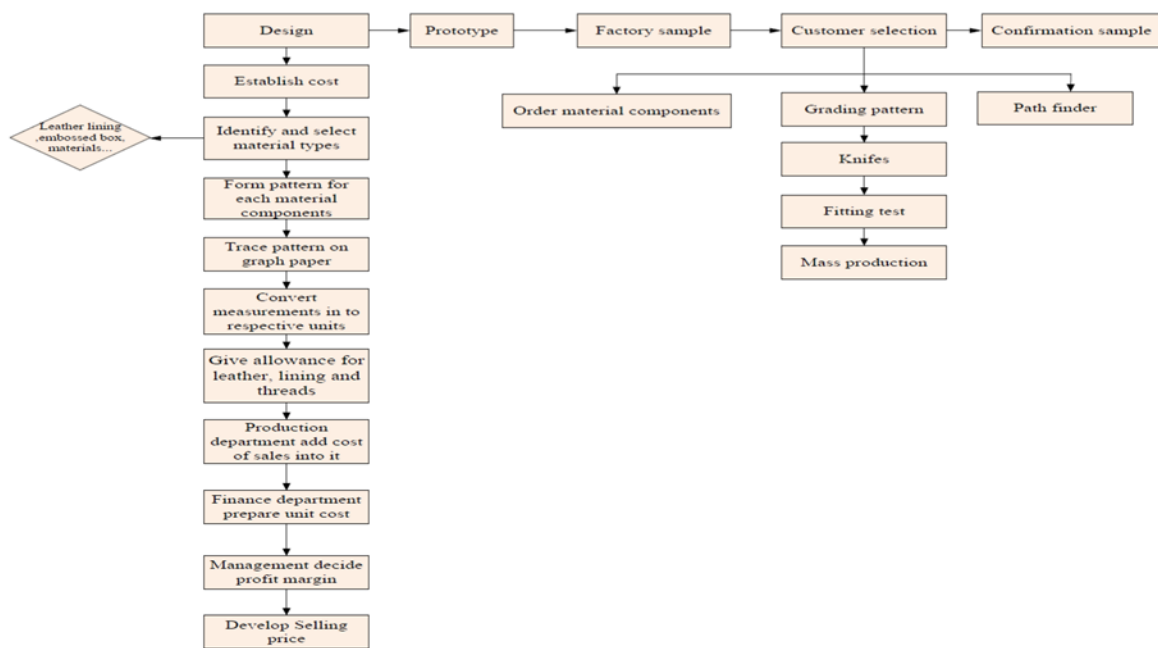 Design
Prototype
Factory sample
Customer selection
Confirmation sample
Establish cost
Order material components
Grading pattern
Path finder
Leather lining
,embossed box,
materials...
Identify and select
material types
Knifes
Form pattern for
each material
components
Fitting test
Trace pattern on
graph paper
Mass production
Convert
measurements in to
respective units
Give allowance for
leather, lining and
threads
Production
department add cost
of sales into it
Finance department
prepare unit cost
Management decide
profit margin
Develop Selling
price